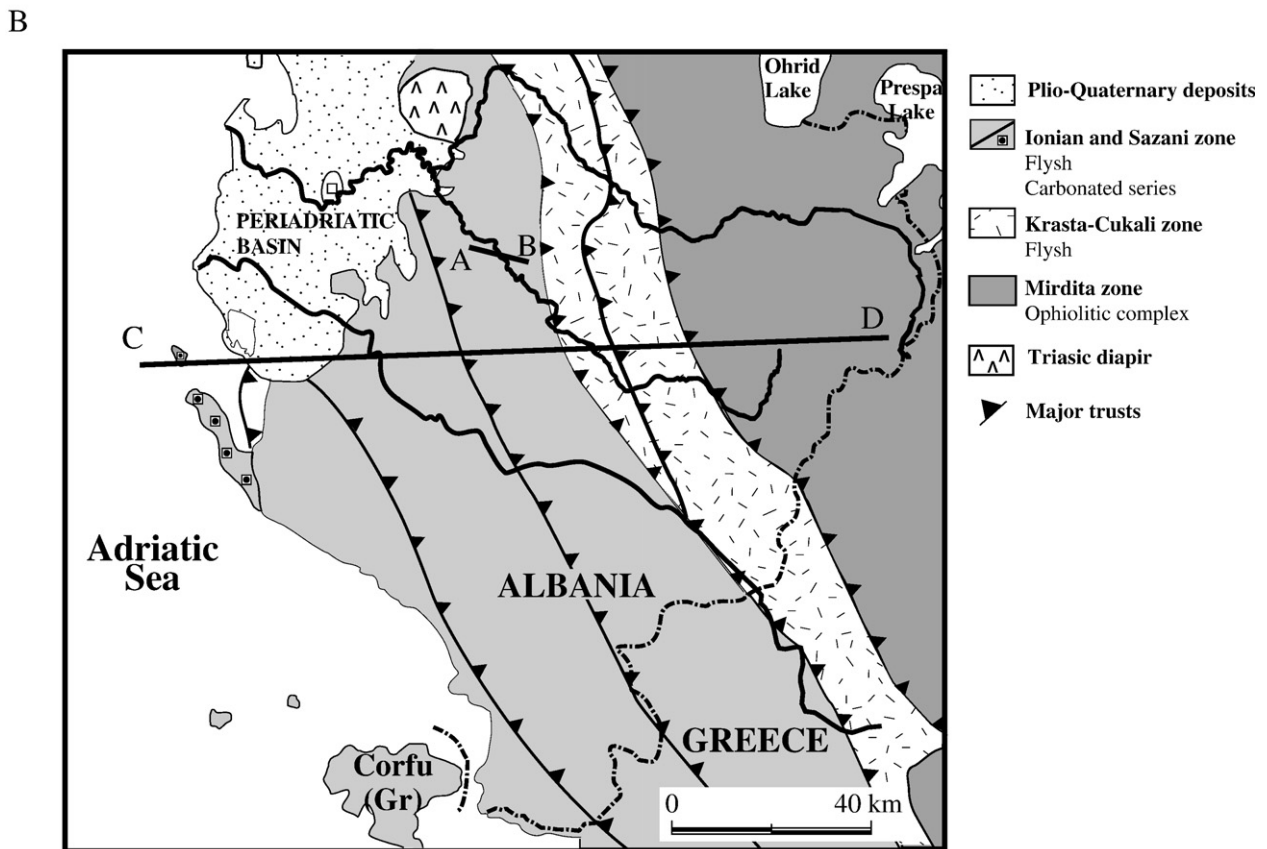 B
Ohrid
Lake
Prespa
Lake
PERIADRIATIC
BASIN
A
B
C
D
Adriatic
Sea
ALBANIA
GREECE
Corfu
(Gr)
0
40 km
Plio-Quaternary deposits
Ionian and Sazani zone
Flysh
Carbonated series
Krasta-Cukali zone
Flysh
Mirdita zone
Ophiolitic complex
Triasic diapir
Major trusts